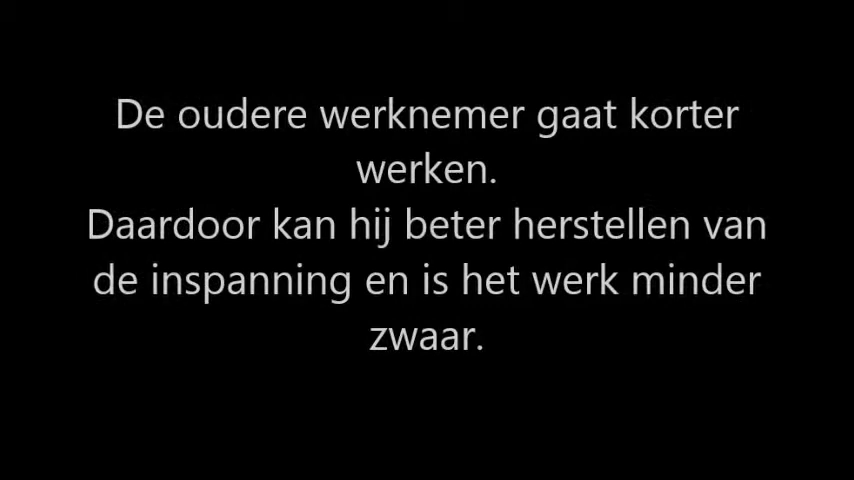 De oudere werknemer gaat korter
werken.
Daardoor kan hij beter herstellen van
de inspanning en is het werk minder
zwaar.